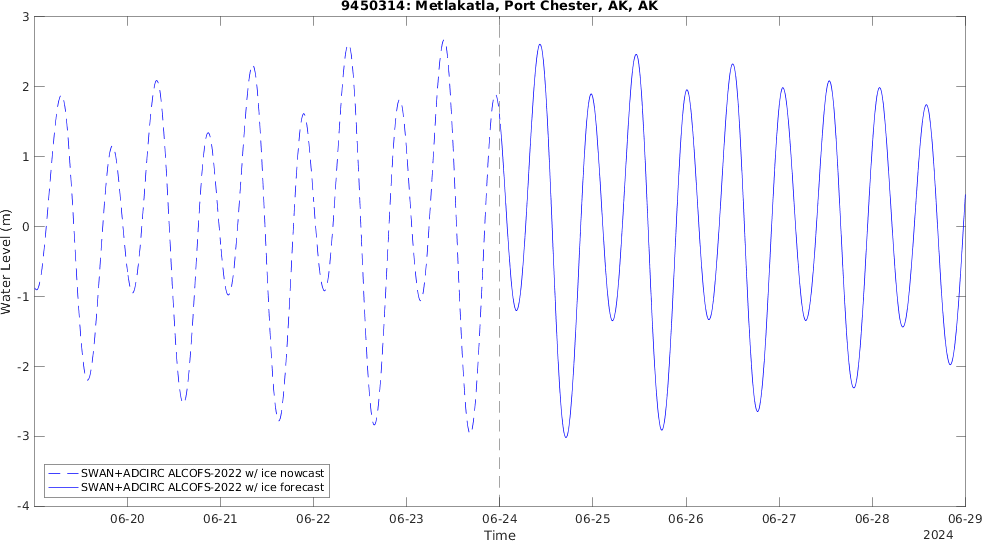 9450314: Metlakatla, Port Chester, AK, AK
3
2
1
0
-1
-2
-3
-4
Water Level (m)
SWAN+ADCIRC ALCOFS-2022 w/ ice nowcast
SWAN+ADCIRC ALCOFS-2022 w/ ice forecast
06-20 06-21 06-22 06-23 06-24 06-25 06-26 06-27 06-28 06-29
Time
2024